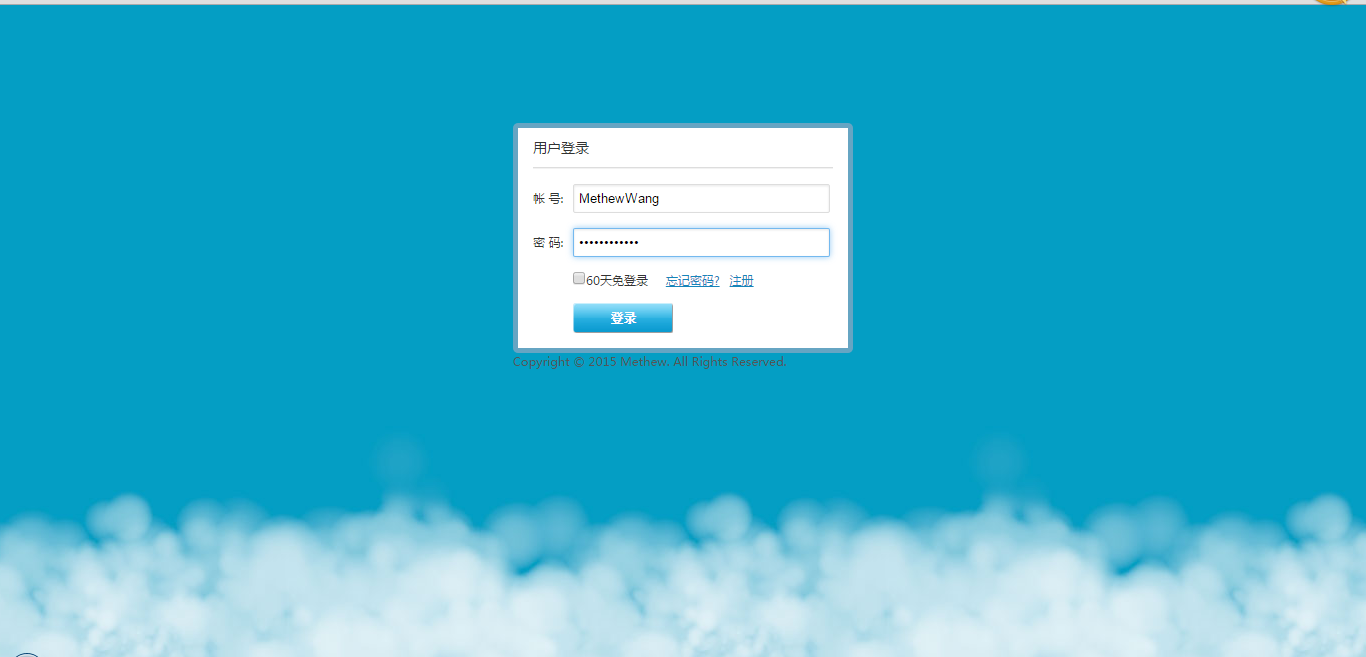 用户登录
帐 号: MethewWang
密 码: ••••••••••••
60天免登录 忘记密码? 注册
登录
Copyright © 2015 Methew. All Rights Reserved.